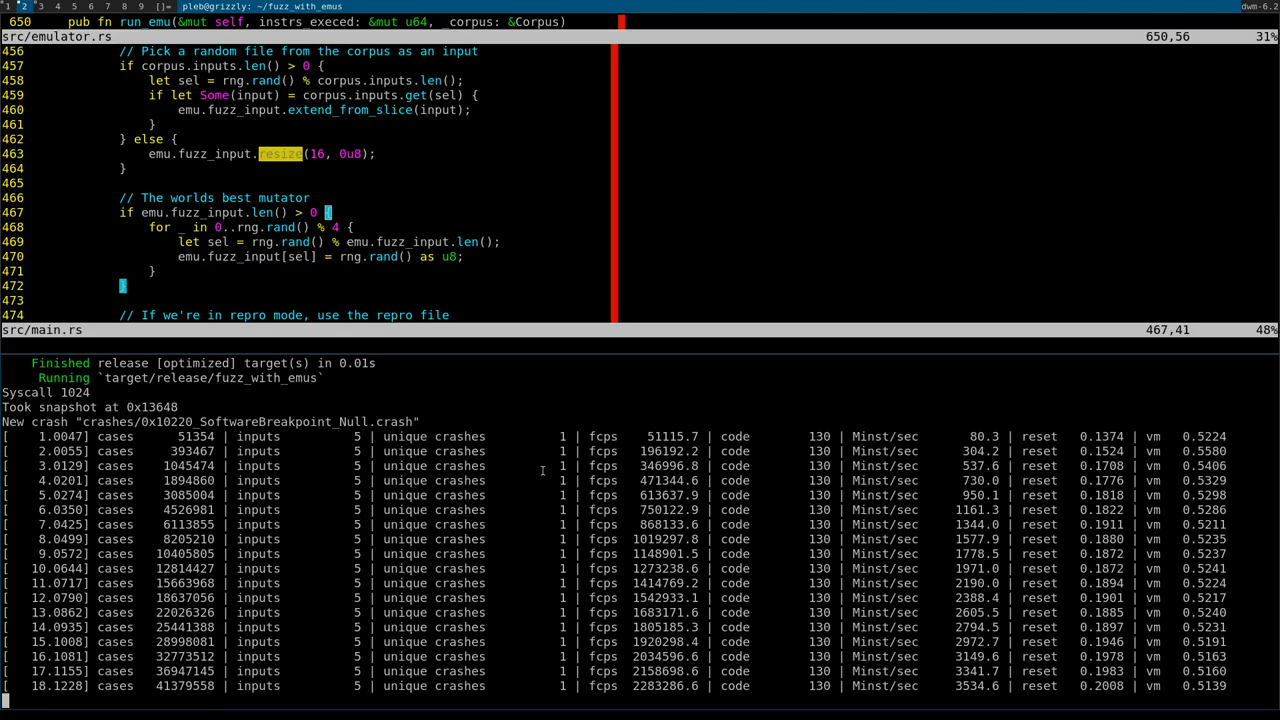 1 2 3 4 5 6 7 8 9 []= pleb@grizzly: ~/fuzz_with_emus dwm-6.2
650 pub fn run_emu(&mut self, instrs_execed: &mut u64, _corpus: &Corpus)
src/emulator.rs 650,56 31%
456 // Pick a random file from the corpus as an input
457 if corpus.inputs.len() > 0 {
458 let sel = rng.rand() % corpus.inputs.len();
459 if let Some(input) = corpus.inputs.get(sel) {
460 emu.fuzz_input.extend_from_slice(input);
461 }
462 } else {
463 emu.fuzz_input.resize(16, 0u8);
464 }
465
466 // The worlds best mutator
467 if emu.fuzz_input.len() > 0 {
468 for _ in 0..rng.rand() % 4 {
469 let sel = rng.rand() % emu.fuzz_input.len();
470 emu.fuzz_input[sel] = rng.rand() as u8;
471 }
472 }
473
474 // If we're in repro mode, use the repro file
src/main.rs 467,41 48%
Finished release [optimized] target(s) in 0.01s
Running `target/release/fuzz_with_emus`
Syscall 1024
Took snapshot at 0x13648
New crash "crashes/0x10220_SoftwareBreakpoint_Null.crash"
[ 1.0047] cases 51354 | inputs 5 | unique crashes 1 | fcps 51115.7 | code 130 | Minst/sec 80.3 | reset 0.1374 | vm 0.5224
[ 2.0055] cases 393467 | inputs 5 | unique crashes 1 | fcps 196192.2 | code 130 | Minst/sec 304.2 | reset 0.1524 | vm 0.5580
[ 3.0129] cases 1045474 | inputs 5 | unique crashes 1 | fcps 346996.8 | code 130 | Minst/sec 537.6 | reset 0.1708 | vm 0.5406
[ 4.0201] cases 1894860 | inputs 5 | unique crashes 1 | fcps 471344.6 | code 130 | Minst/sec 730.0 | reset 0.1776 | vm 0.5329
[ 5.0274] cases 3085004 | inputs 5 | unique crashes 1 | fcps 613637.9 | code 130 | Minst/sec 950.1 | reset 0.1818 | vm 0.5298
[ 6.0350] cases 4526981 | inputs 5 | unique crashes 1 | fcps 750122.9 | code 130 | Minst/sec 1161.3 | reset 0.1822 | vm 0.5286
[ 7.0425] cases 6113855 | inputs 5 | unique crashes 1 | fcps 868133.6 | code 130 | Minst/sec 1344.0 | reset 0.1911 | vm 0.5211
[ 8.0499] cases 8205210 | inputs 5 | unique crashes 1 | fcps 1019297.8 | code 130 | Minst/sec 1577.9 | reset 0.1880 | vm 0.5235
[ 9.0572] cases 10405805 | inputs 5 | unique crashes 1 | fcps 1148901.5 | code 130 | Minst/sec 1778.5 | reset 0.1872 | vm 0.5237
[ 10.0644] cases 12814427 | inputs 5 | unique crashes 1 | fcps 1273238.6 | code 130 | Minst/sec 1971.0 | reset 0.1872 | vm 0.5241
[ 11.0717] cases 15663968 | inputs 5 | unique crashes 1 | fcps 1414769.2 | code 130 | Minst/sec 2190.0 | reset 0.1894 | vm 0.5224
[ 12.0790] cases 18637056 | inputs 5 | unique crashes 1 | fcps 1542933.1 | code 130 | Minst/sec 2388.4 | reset 0.1901 | vm 0.5217
[ 13.0862] cases 22026326 | inputs 5 | unique crashes 1 | fcps 1683171.6 | code 130 | Minst/sec 2605.5 | reset 0.1885 | vm 0.5240
[ 14.0935] cases 25441388 | inputs 5 | unique crashes 1 | fcps 1805185.3 | code 130 | Minst/sec 2794.5 | reset 0.1897 | vm 0.5231
[ 15.1008] cases 28998081 | inputs 5 | unique crashes 1 | fcps 1920298.4 | code 130 | Minst/sec 2972.7 | reset 0.1946 | vm 0.5191
[ 16.1081] cases 32773512 | inputs 5 | unique crashes 1 | fcps 2034596.6 | code 130 | Minst/sec 3149.6 | reset 0.1978 | vm 0.5163
[ 17.1155] cases 36947145 | inputs 5 | unique crashes 1 | fcps 2158698.6 | code 130 | Minst/sec 3341.7 | reset 0.1983 | vm 0.5160
[ 18.1228] cases 41379558 | inputs 5 | unique crashes 1 | fcps 2283286.6 | code 130 | Minst/sec 3534.6 | reset 0.2008 | vm 0.5139